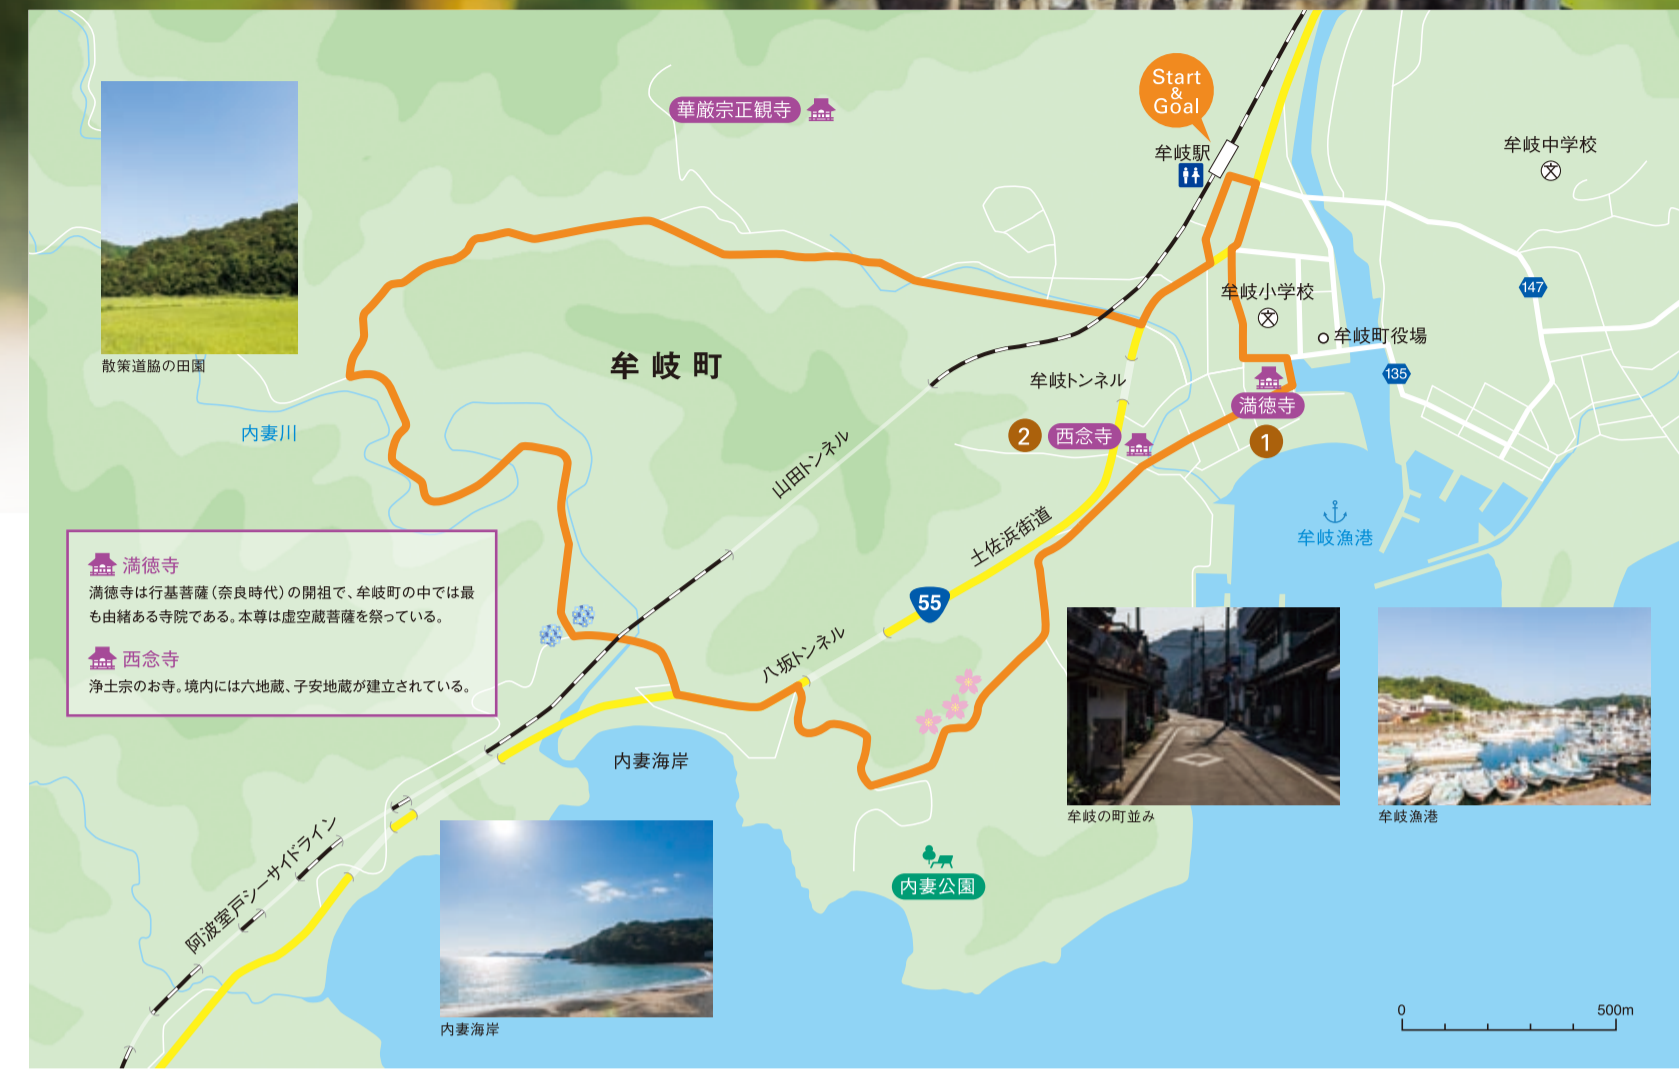 Start
&
Goal
華厳宗正観寺
牟岐駅
牟岐中学校
147
牟岐小学校
牟岐町役場
135
散策道脇の田園
牟岐町
牟岐トンネル
満徳寺
1
2
西念寺
内妻川
山田トンネル
土佐浜街道
牟岐漁港
55
満徳寺
満徳寺は行基菩薩(奈良時代)の開祖で、牟岐町の中では最
も由緒ある寺院である。本尊は虚空蔵菩薩を祭っている。
西念寺
浄土宗のお寺。境内には六地蔵、子安地蔵が建立されている。
八坂トンネル
内妻海岸
牟岐の町並み
牟岐漁港
阿波室戸シーサイドライン
内妻公園
内妻海岸
0 500m